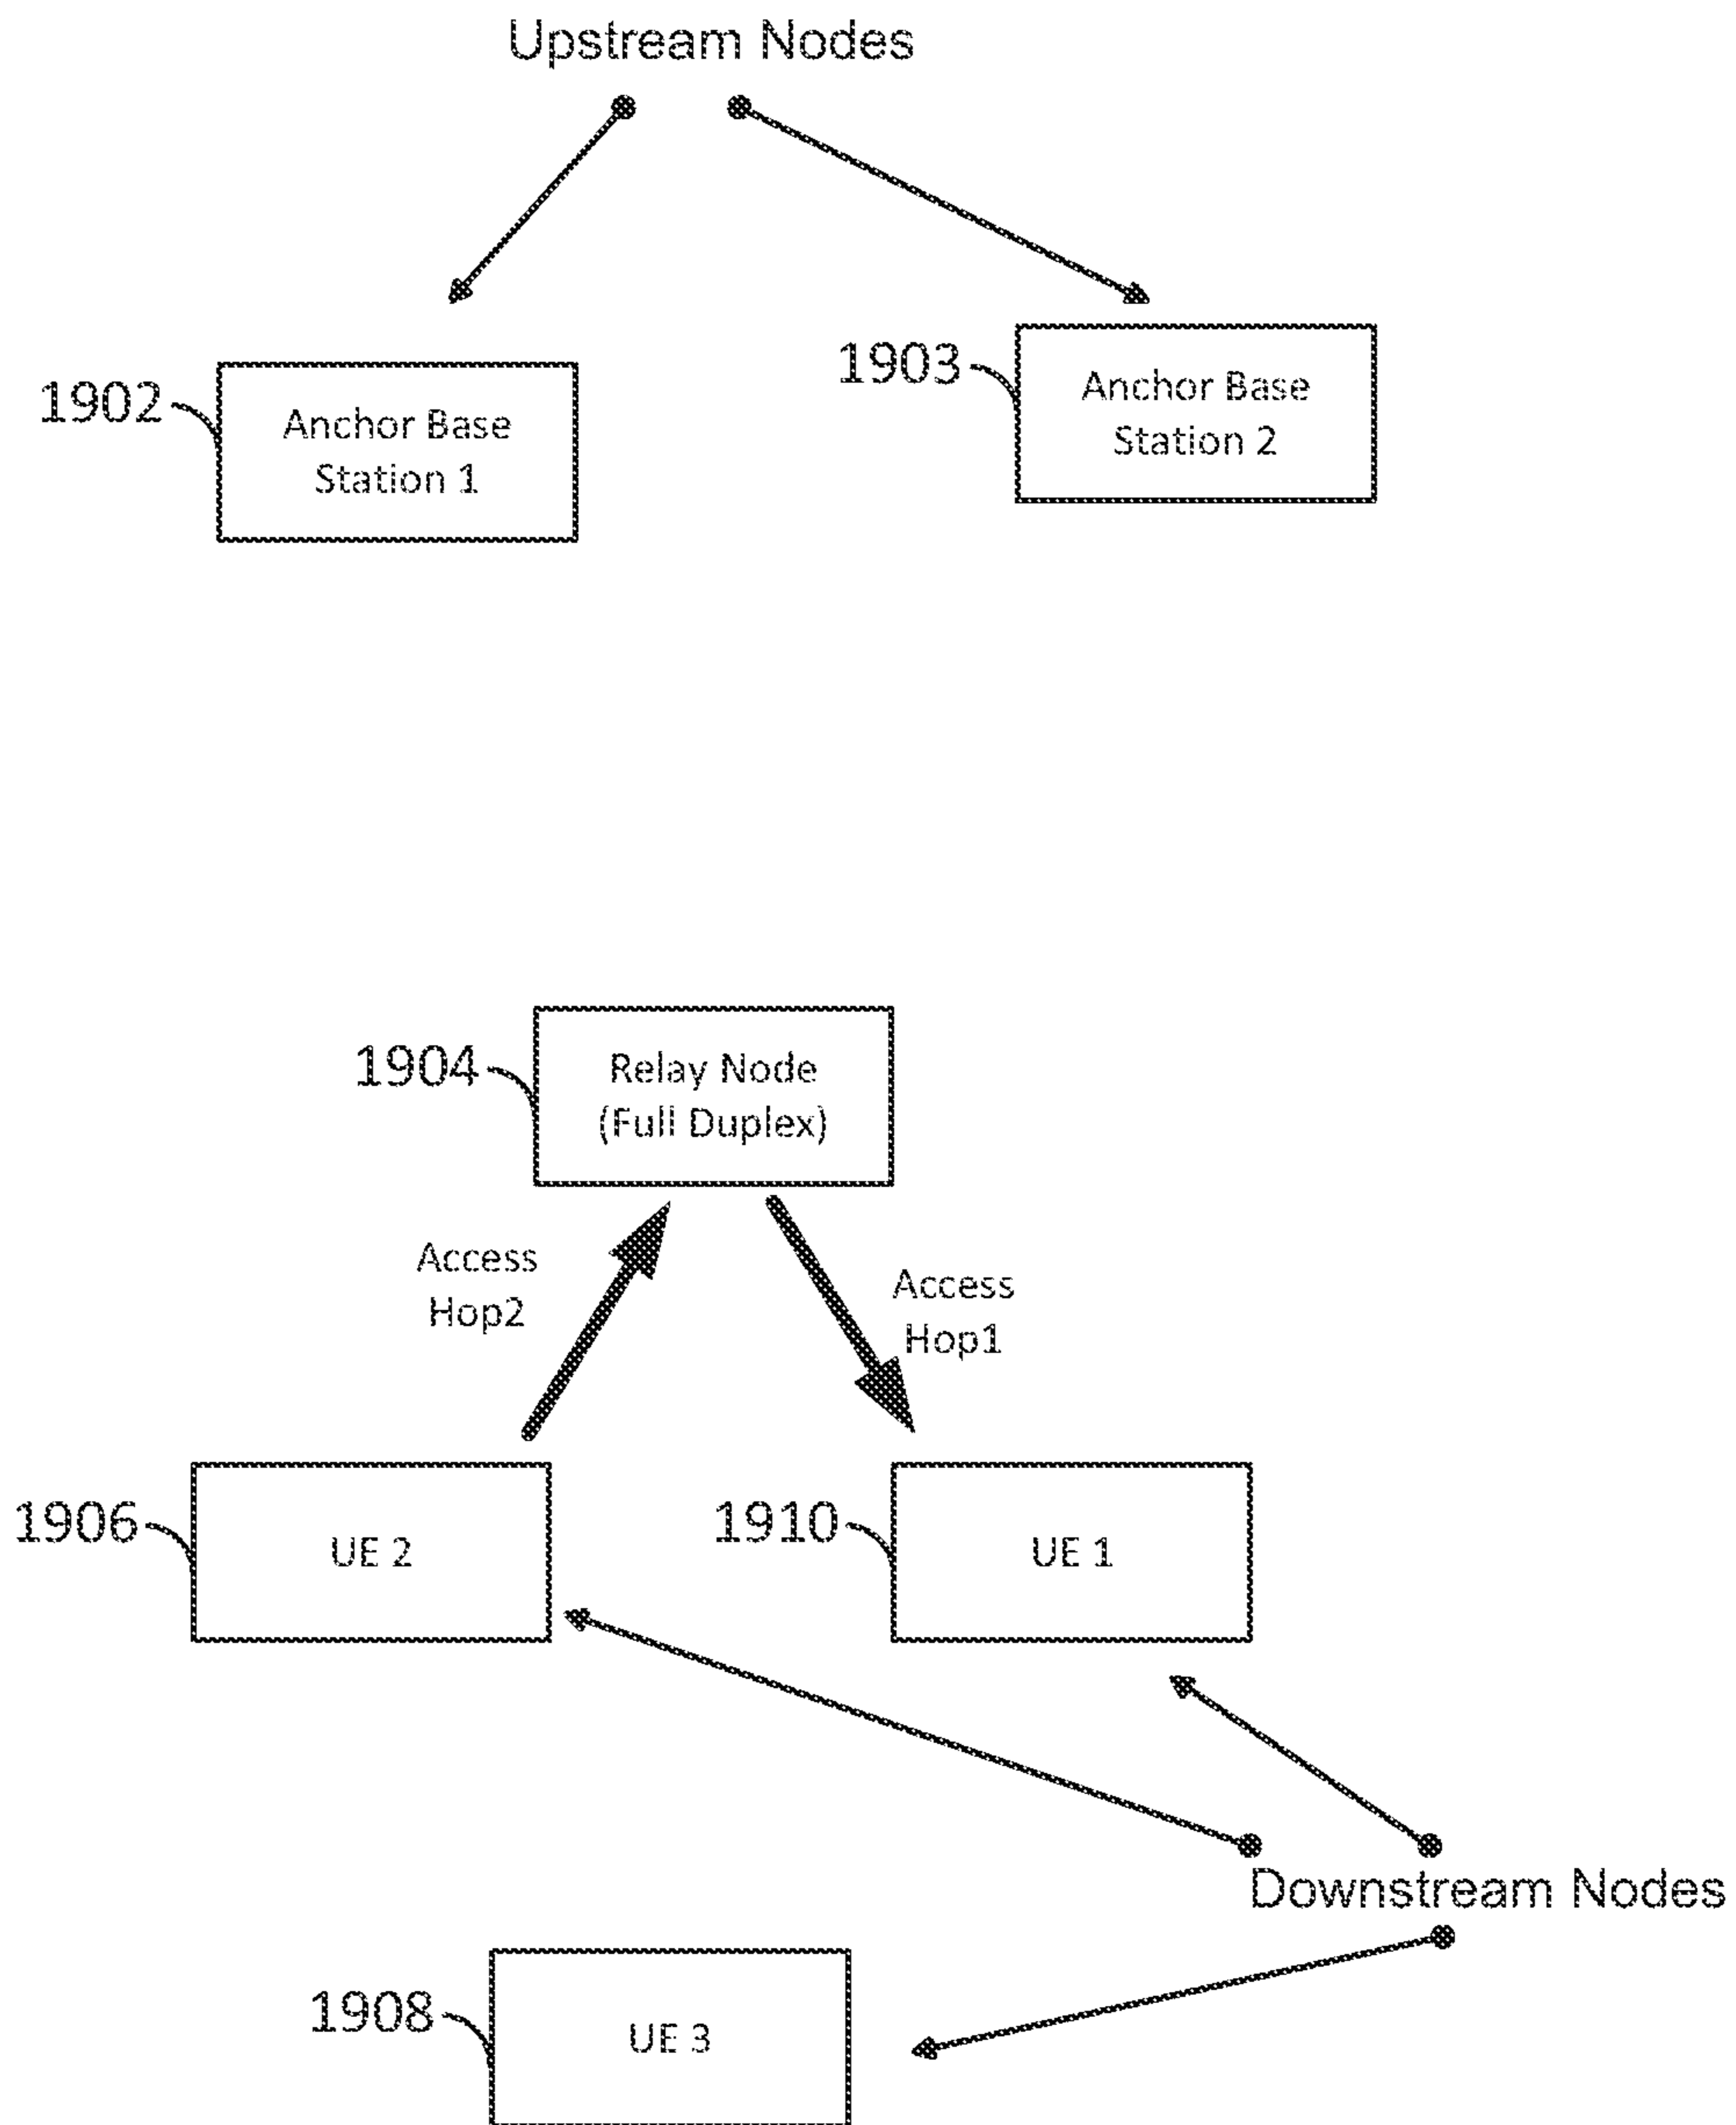 Upstream Nodes
1902
Anchor Base
Station 1
1903
Anchor Base
Station 2
1904
Relay Node
(Full Duplex)
Access
Hop2
Access
Hop1
1906
UE 2
1910
UE 1
Downstream Nodes
1908
UE 3